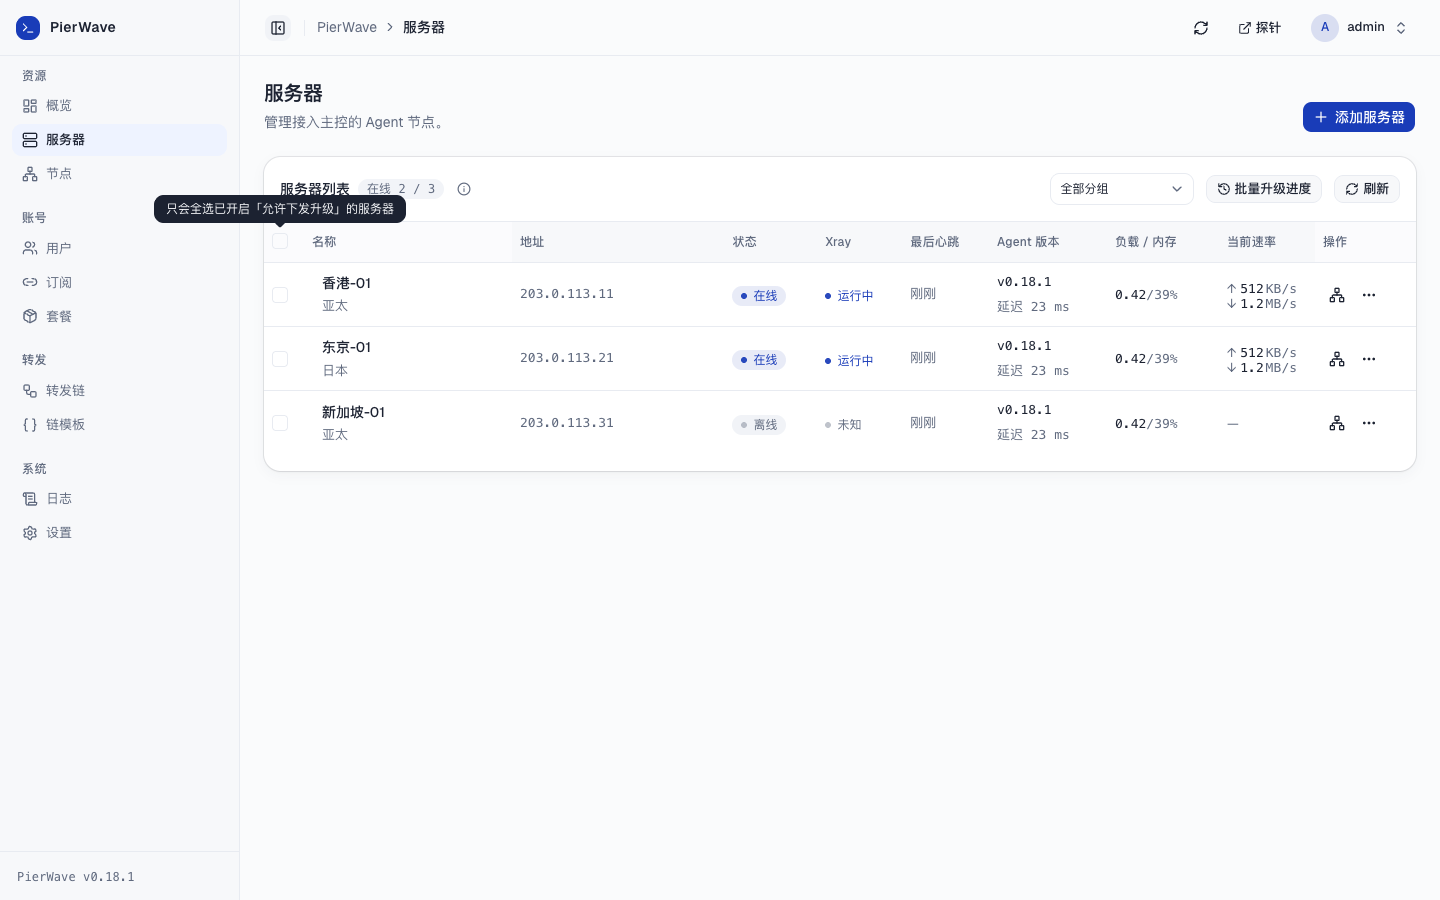 PierWave
PierWave > 服务器
探针
A admin
资源
概览
服务器
节点
账号
用户
订阅
套餐
转发
转发链
链模板
系统
日志
设置
PierWave v0.18.1
服务器
管理接入主控的 Agent 节点。
+ 添加服务器
服务器列表 在线 2 / 3
全部分组 批量升级进度 刷新
只会全选已开启「允许下发升级」的服务器
名称 地址 状态 Xray 最后心跳 Agent 版本 负载 / 内存 当前速率 操作
香港-01 203.0.113.11 在线 运行中 刚刚 v0.18.1 0.42/39% ↑ 512 KB/s
亚太 延迟 23 ms ↓ 1.2 MB/s
东京-01 203.0.113.21 在线 运行中 刚刚 v0.18.1 0.42/39% ↑ 512 KB/s
日本 延迟 23 ms ↓ 1.2 MB/s
新加坡-01 203.0.113.31 离线 未知 刚刚 v0.18.1 0.42/39% —
亚太 延迟 23 ms